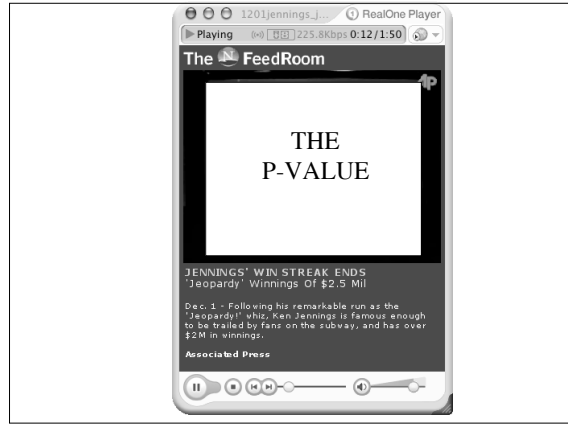 1201jennings_j... RealOne Player
Playing 225.8Kbps 0:12/1:50
The N FeedRoom
AP
THE
P-VALUE
JENNINGS' WIN STREAK ENDS
'Jeopardy' Winnings Of $2.5 Mil
Dec. 1 - Following his remarkable run as the
'Jeopardy!' whiz, Ken Jennings is famous enough
to be trailed by fans on the subway, and has over
$2M in winnings.
Associated Press